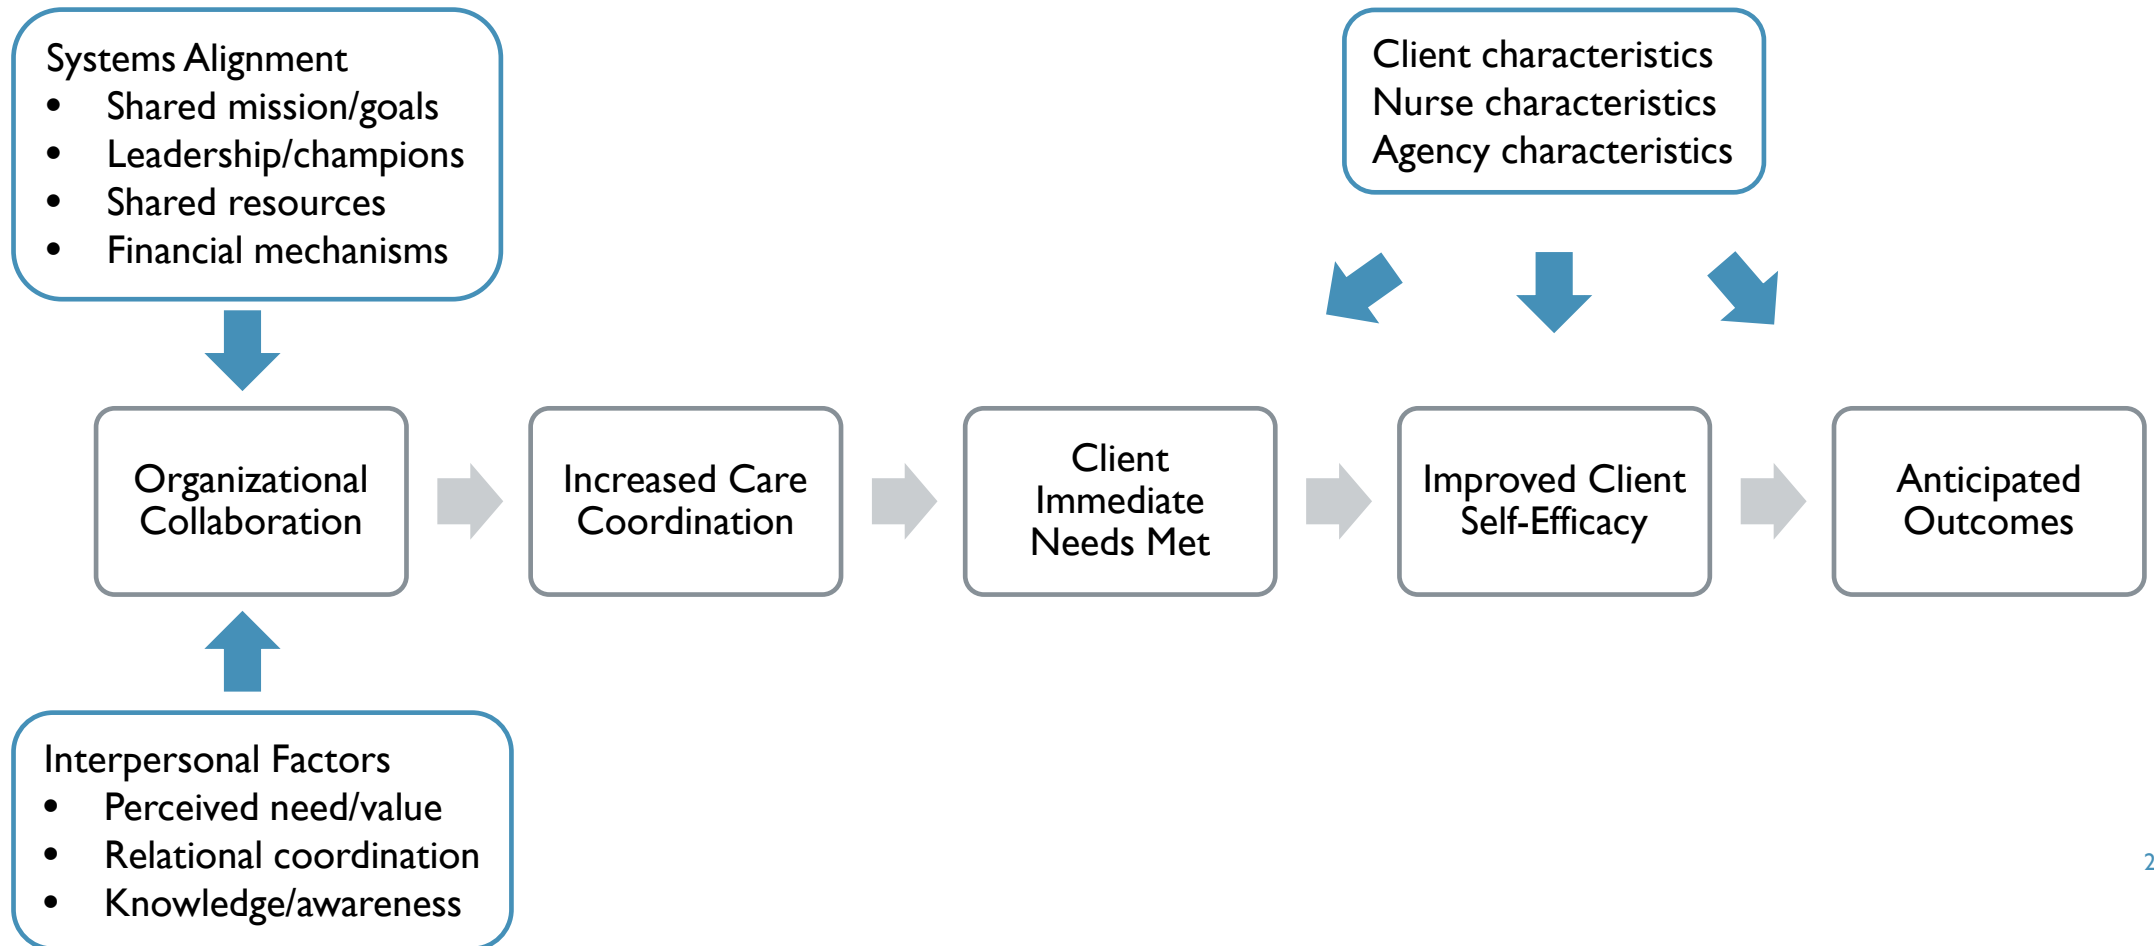 Systems Alignment
• Shared mission/goals
• Leadership/champions
• Shared resources
• Financial mechanisms
Client characteristics
Nurse characteristics
Agency characteristics
Organizational
Collaboration
Increased Care
Coordination
Client
Immediate
Needs Met
Improved Client
Self-Efficacy
Anticipated
Outcomes
Interpersonal Factors
• Perceived need/value
• Relational coordination
• Knowledge/awareness
2